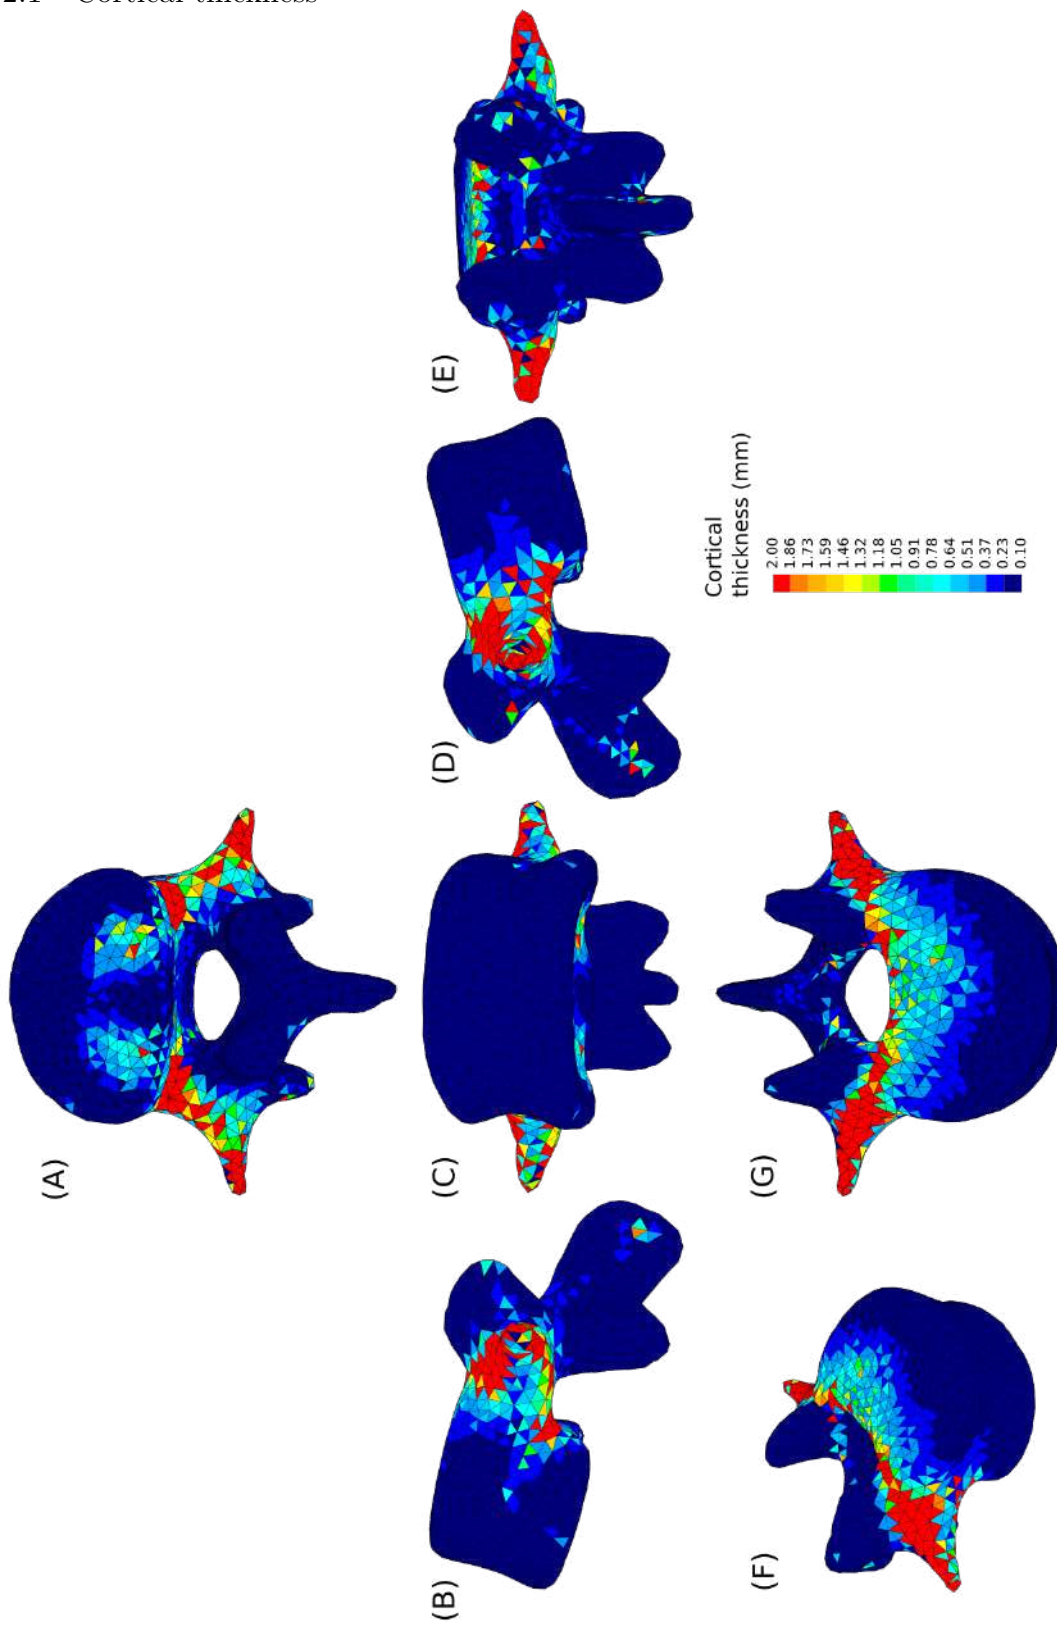 2.1 Cortical thickness
(A)
(B)
(C)
(D)
(E)
(F)
(G)
Cortical
thickness (mm)
2.00
1.86
1.73
1.59
1.46
1.32
1.18
1.05
0.91
0.78
0.64
0.51
0.37
0.23
0.10